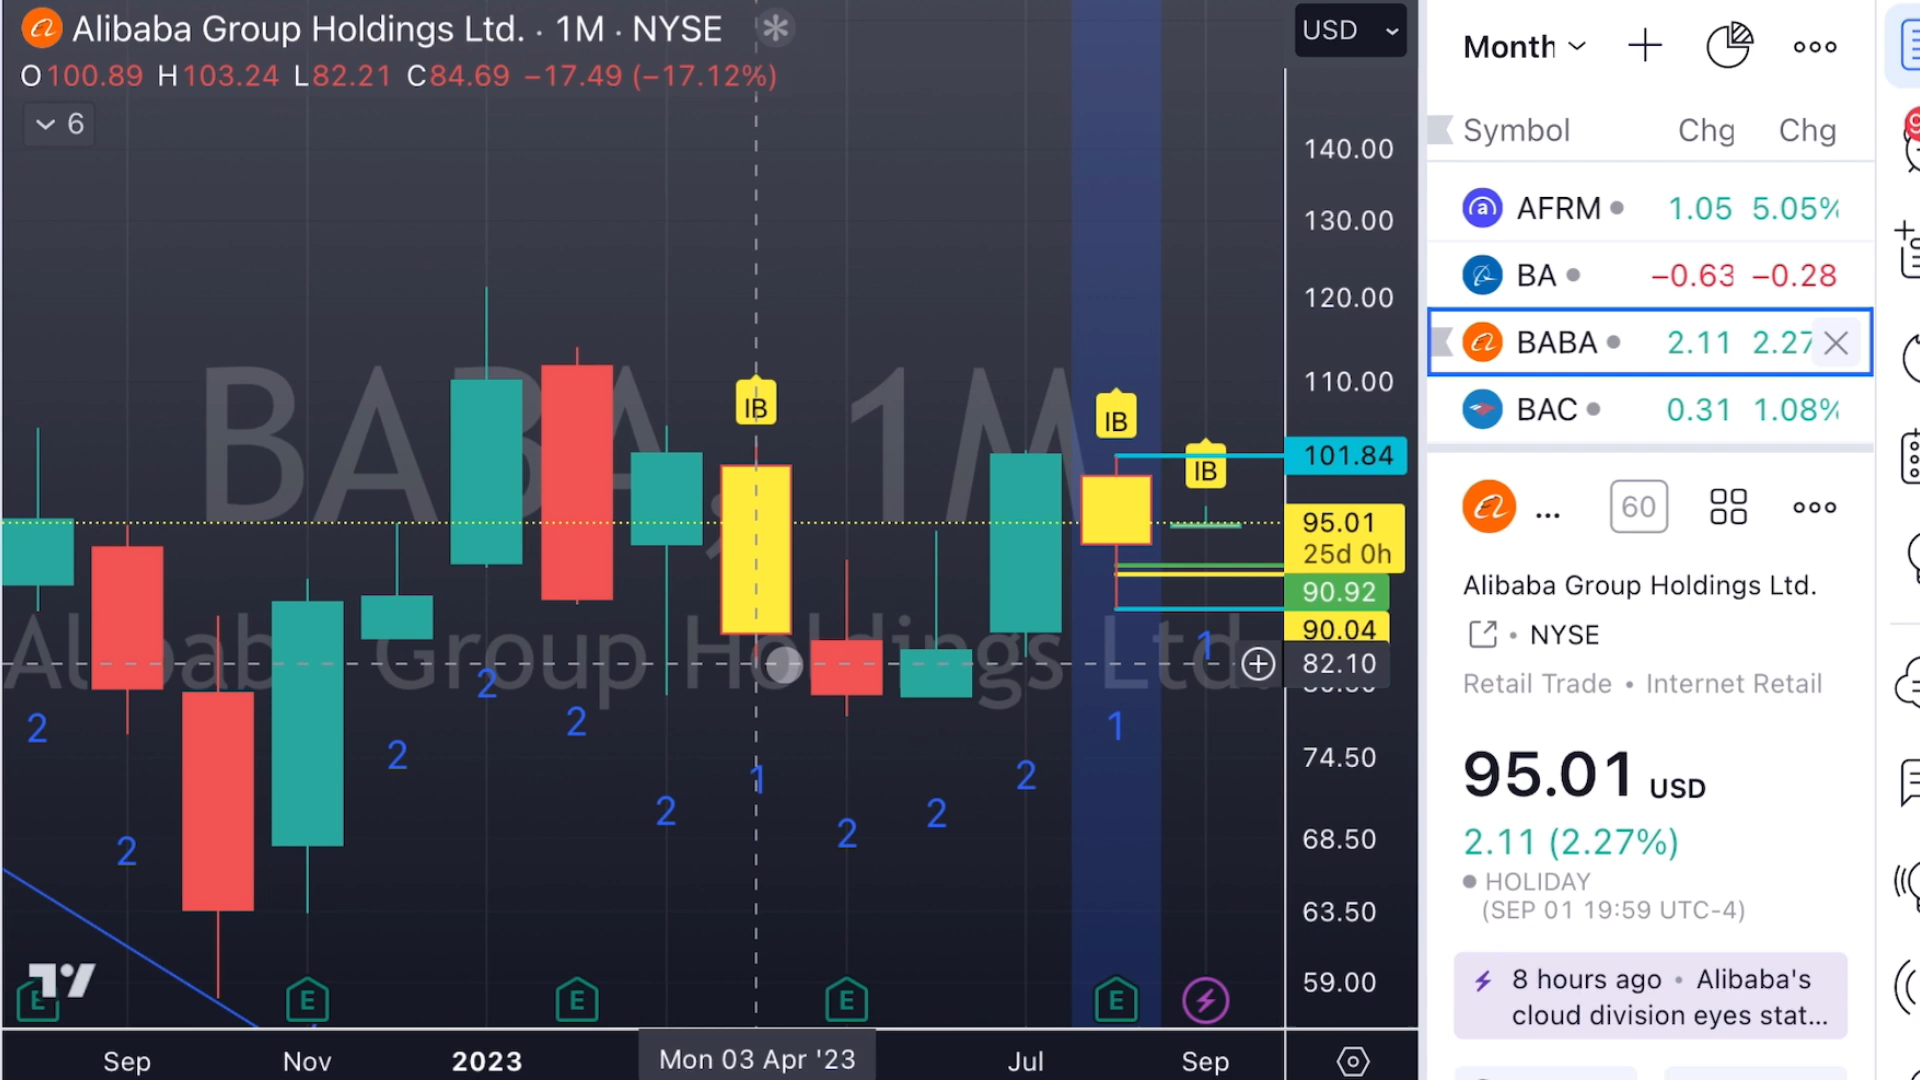 Alibaba Group Holdings Ltd. · 1M · NYSE
O100.89 H103.24 L82.21 C84.69 −17.49 (−17.12%)
6
USD
140.00
130.00
120.00
110.00
101.84
95.01
25d 0h
90.92
90.04
82.10
74.50
68.50
63.50
59.00
BABA, 1M
Alibaba Group Holdings Ltd.
IB
IB
IB
2
2
2
2
2
2
1
2
2
2
1
1
E
E
E
E
E
Sep
Nov
2023
Mon 03 Apr '23
Jul
Sep
Month
Symbol Chg Chg
AFRM 1.05 5.05%
BA −0.63 −0.28
BABA 2.11 2.27
BAC 0.31 1.08%
... 60
Alibaba Group Holdings Ltd.
• NYSE
Retail Trade • Internet Retail
95.01 USD
2.11 (2.27%)
HOLIDAY
(SEP 01 19:59 UTC-4)
8 hours ago • Alibaba's
cloud division eyes stat...